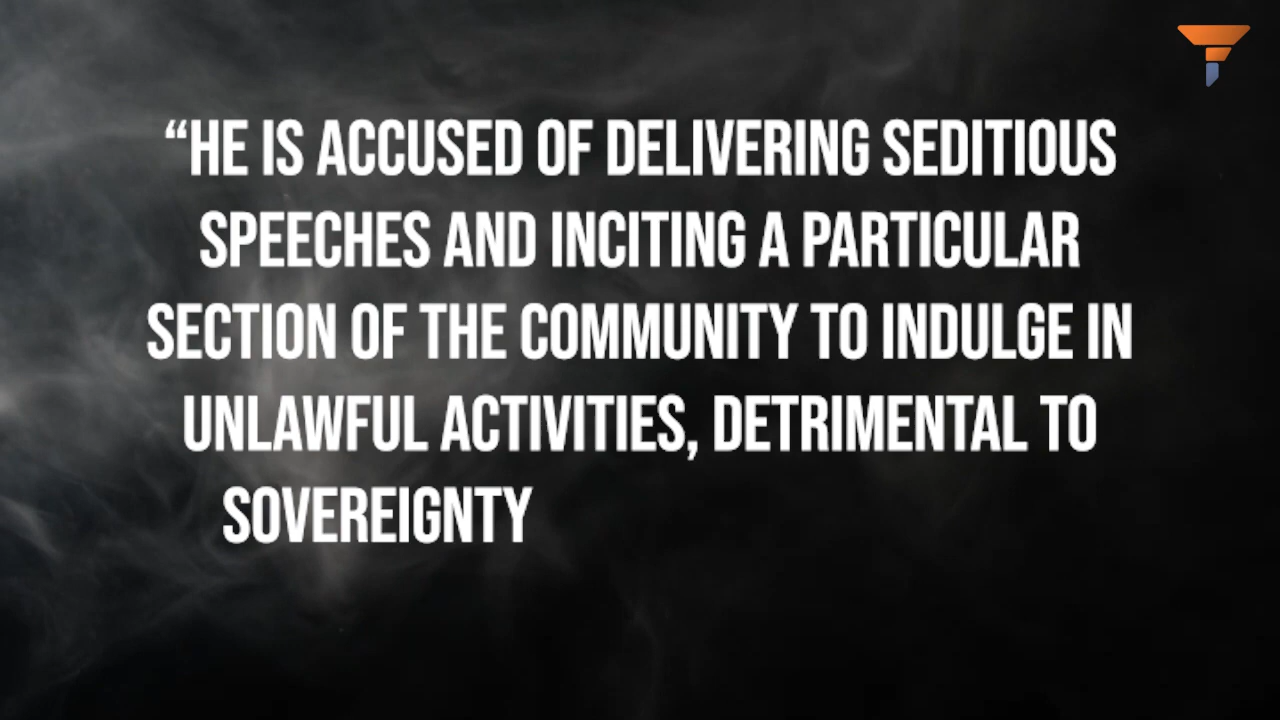 “HE IS ACCUSED OF DELIVERING SEDITIOUS
SPEECHES AND INCITING A PARTICULAR
SECTION OF THE COMMUNITY TO INDULGE IN
UNLAWFUL ACTIVITIES, DETRIMENTAL TO
SOVEREIGNTY